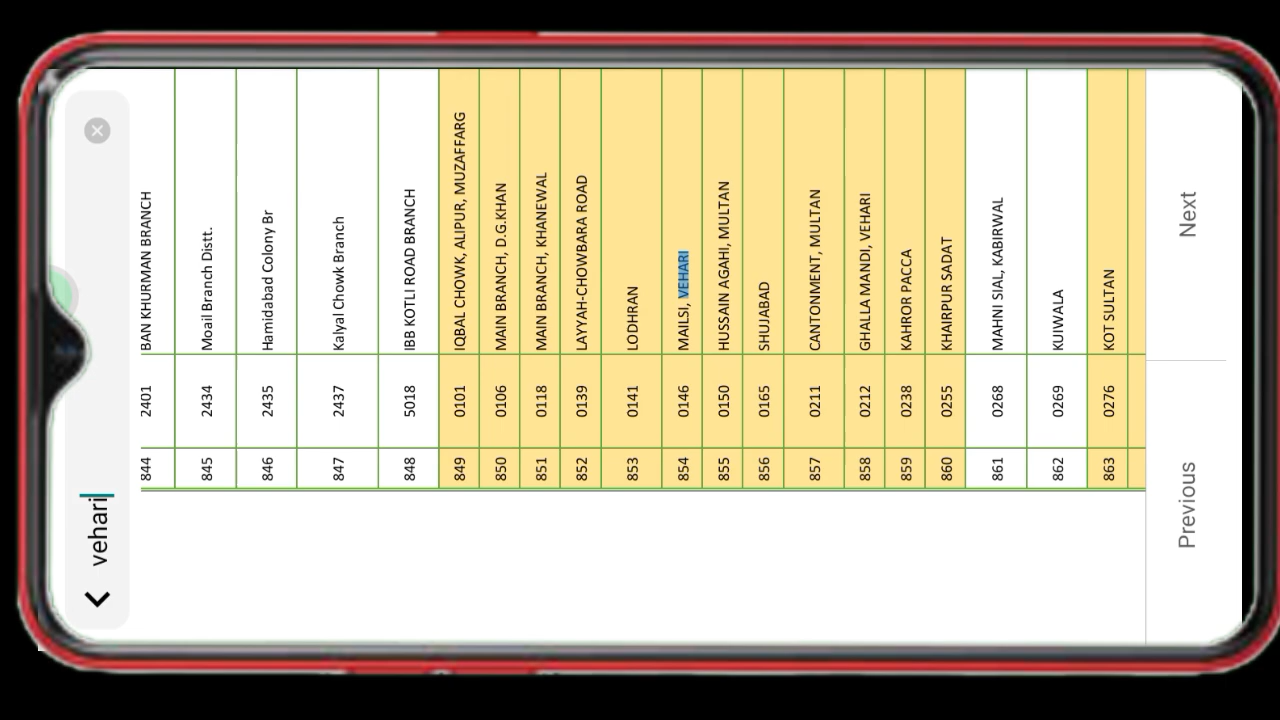 vehari
844 2401 BAN KHURMAN BRANCH
845 2434 Moail Branch Distt.
846 2435 Hamidabad Colony Br
847 2437 Kalyal Chowk Branch
848 5018 IBB KOTLI ROAD BRANCH
849 0101 IQBAL CHOWK, ALIPUR, MUZAFFARG
850 0106 MAIN BRANCH, D.G.KHAN
851 0118 MAIN BRANCH, KHANEWAL
852 0139 LAYYAH-CHOWBARA ROAD
853 0141 LODHRAN
854 0146 MAILSI, VEHARI
855 0150 HUSSAIN AGAHI, MULTAN
856 0165 SHUJABAD
857 0211 CANTONMENT, MULTAN
858 0212 GHALLA MANDI, VEHARI
859 0238 KAHROR PACCA
860 0255 KHAIRPUR SADAT
861 0268 MAHNI SIAL, KABIRWAL
862 0269 KUIWALA
863 0276 KOT SULTAN
Previous Next